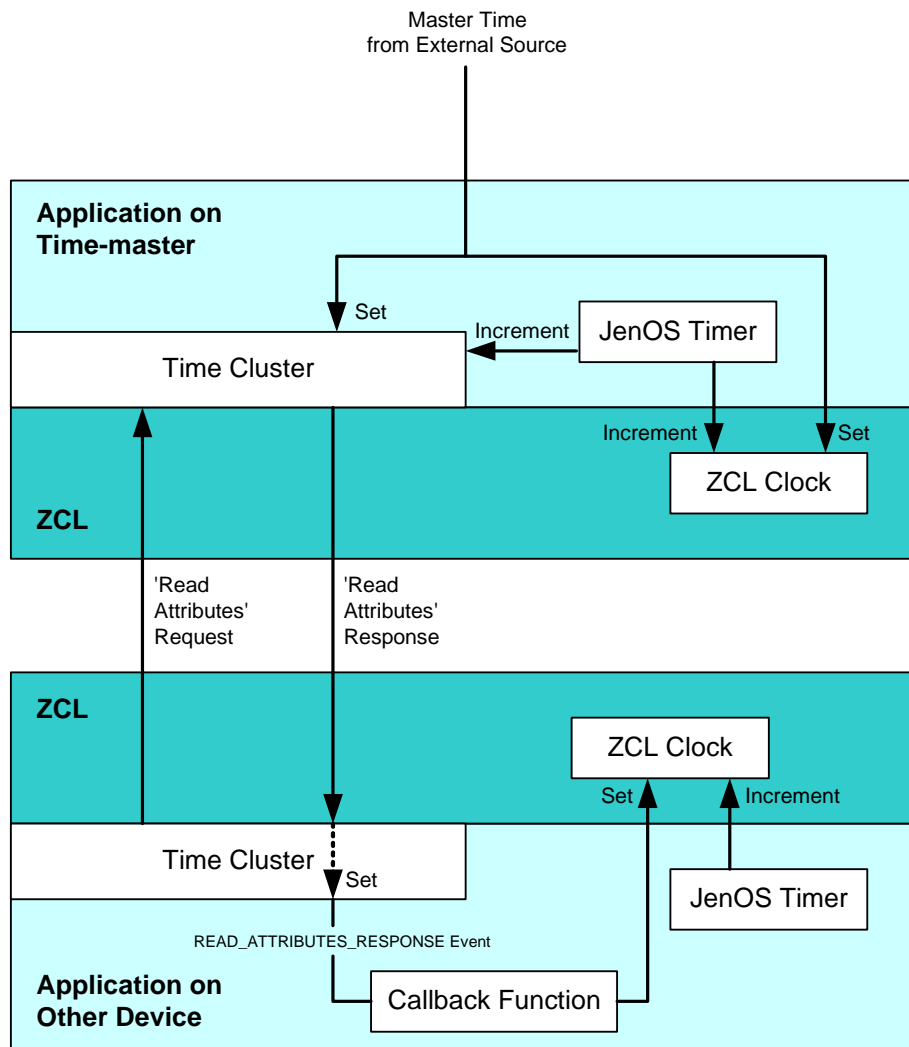 Master Time
from External Source
Application on
Time-master
Set
Increment
JenOS Timer
Time Cluster
Increment
Set
ZCL Clock
ZCL
'Read
Attributes'
Request
'Read
Attributes'
Response
ZCL
ZCL Clock
Set
Increment
Time Cluster
Set
JenOS Timer
READ_ATTRIBUTES_RESPONSE Event
Application on
Other Device
Callback Function